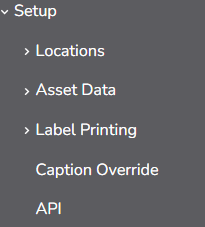 Setup
Locations
Asset Data
Label Printing
Caption Override
API